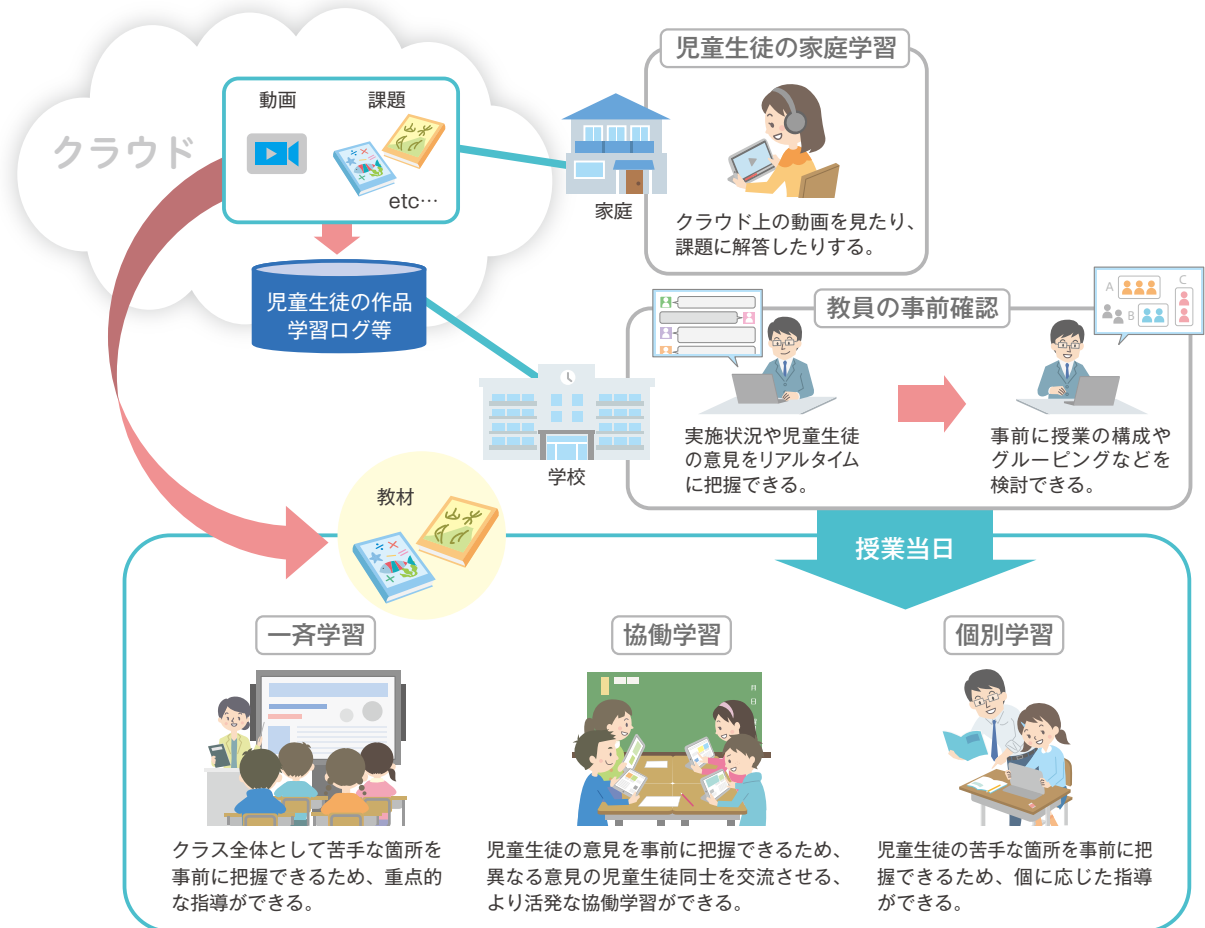 クラウド
動画
課題
etc…
児童生徒の作品
学習ログ等
家庭
児童生徒の家庭学習
クラウド上の動画を見たり、
課題に解答したりする。
学校
教員の事前確認
A
B
C
実施状況や児童生徒
の意見をリアルタイム
に把握できる。
事前に授業の構成や
グルーピングなどを
検討できる。
教材
授業当日
一斉学習
クラス全体として苦手な箇所を
事前に把握できるため、重点的
な指導ができる。
協働学習
月
日
児童生徒の意見を事前に把握できるため、
異なる意見の児童生徒同士を交流させる、
より活発な協働学習ができる。
個別学習
児童生徒の苦手な箇所を事前に把
握できるため、個に応じた指導
ができる。